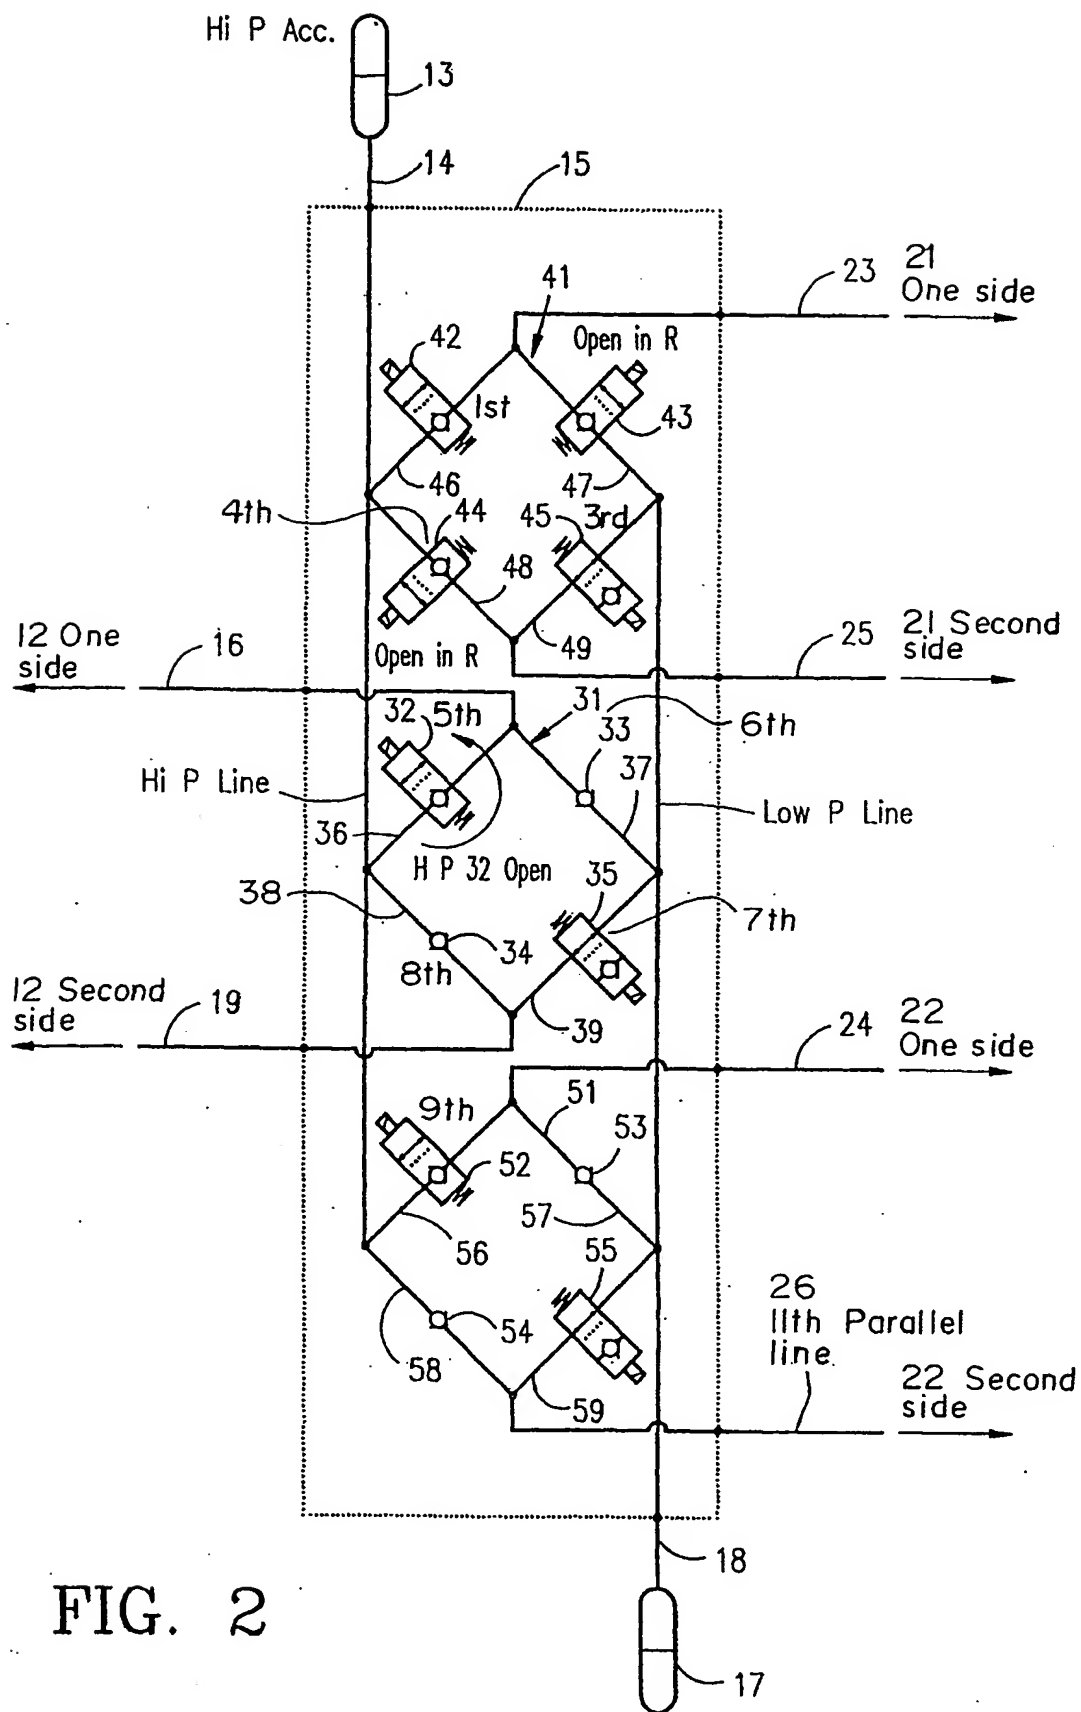 Hi P Acc.
13
14
15
41
23
21
One side
Open in R
42
1st
43
46
47
4th
44
45
3rd
48
49
12 One
side
16
Open in R
25
21 Second
side
32
5th
31
33
6th
Hi P Line
37
Low P Line
36
H P 32 Open
38
35
7th
34
8th
12 Second
side
19
39
24
22
One side
9th
51
53
52
57
56
55
26
11th Parallel
line
54
58
59
22 Second
side
18
FIG. 2
17